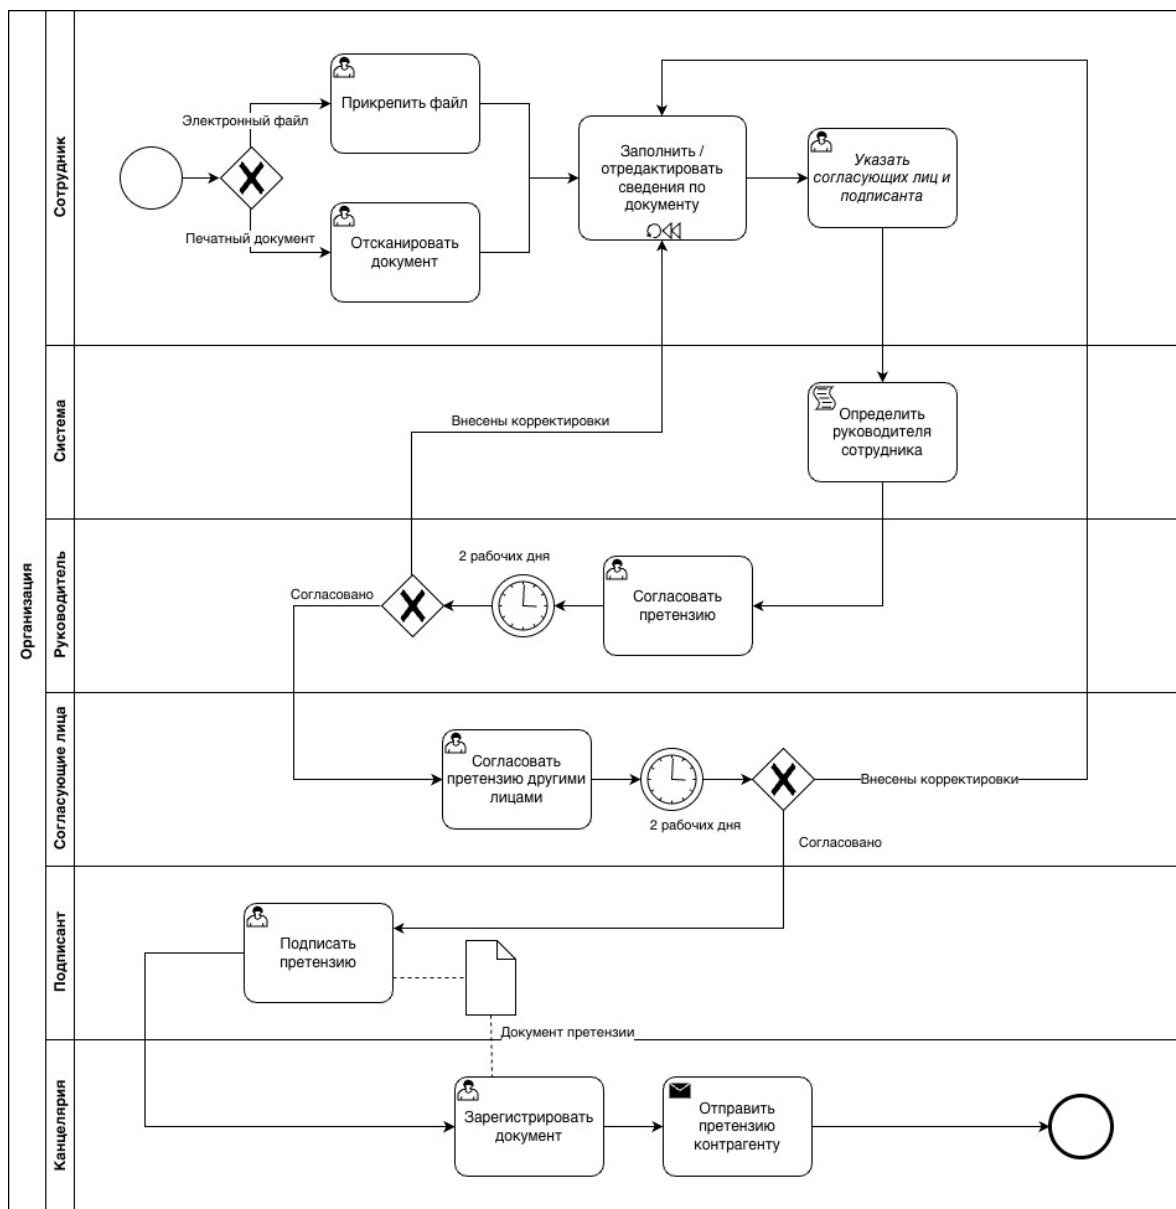 Организация
Сотрудник
Электронный файл
Печатный документ
Прикрепить файл
Отсканировать
документ
Заполнить /
отредактировать
сведения по
документу
Указать
согласующих лиц и
подписанта
Система
Внесены корректировки
Определить
руководителя
сотрудника
Руководитель
Согласовано
2 рабочих дня
Согласовать
претензию
Согласующие лица
Согласовать
претензию другими
лицами
2 рабочих дня
Внесены корректировки
Согласовано
Подписант
Подписать
претензию
Документ претензии
Канцелярия
Зарегистрировать
документ
Отправить
претензию
контрагенту